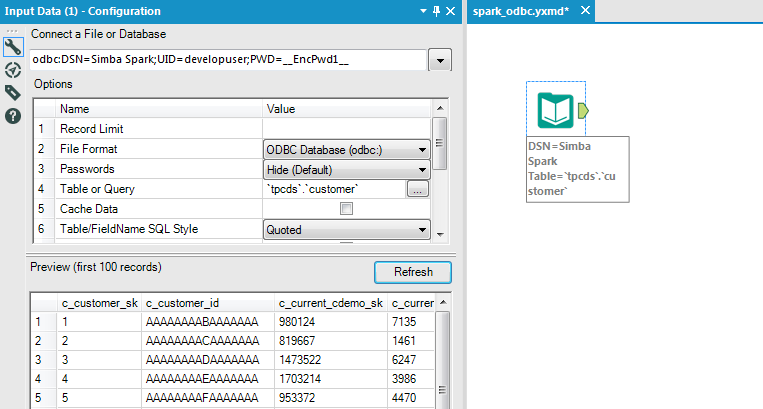 Input Data (1) - Configuration
spark_odbc.yxmd*
Connect a File or Database
odbc:DSN=Simba Spark;UID=developuser;PWD=__EncPwd1__
Options
Name Value
1 Record Limit
2 File Format ODBC Database (odbc:)
3 Passwords Hide (Default)
4 Table or Query `tpcds`.`customer` ...
5 Cache Data
6 Table/FieldName SQL Style Quoted
Preview (first 100 records) Refresh
c_customer_sk c_customer_id c_current_cdemo_sk c_currer
1 1 AAAAAAAABAAAAAAA 980124 7135
2 2 AAAAAAAACAAAAAAA 819667 1461
3 3 AAAAAAAADAAAAAAA 1473522 6247
4 4 AAAAAAAAEAAAAAAA 1703214 3986
5 5 AAAAAAAAFAAAAAAA 953372 4470
DSN=Simba
Spark
Table=`tpcds`.`cu
stomer`